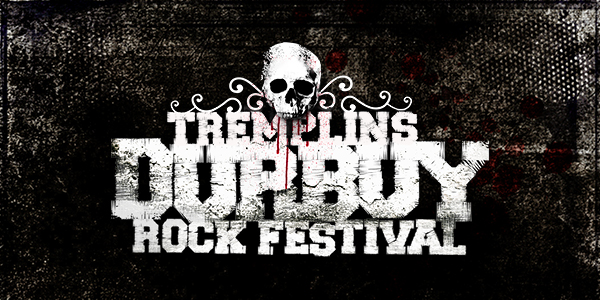 TREMPLINS
DURBUY
ROCK FESTIVAL